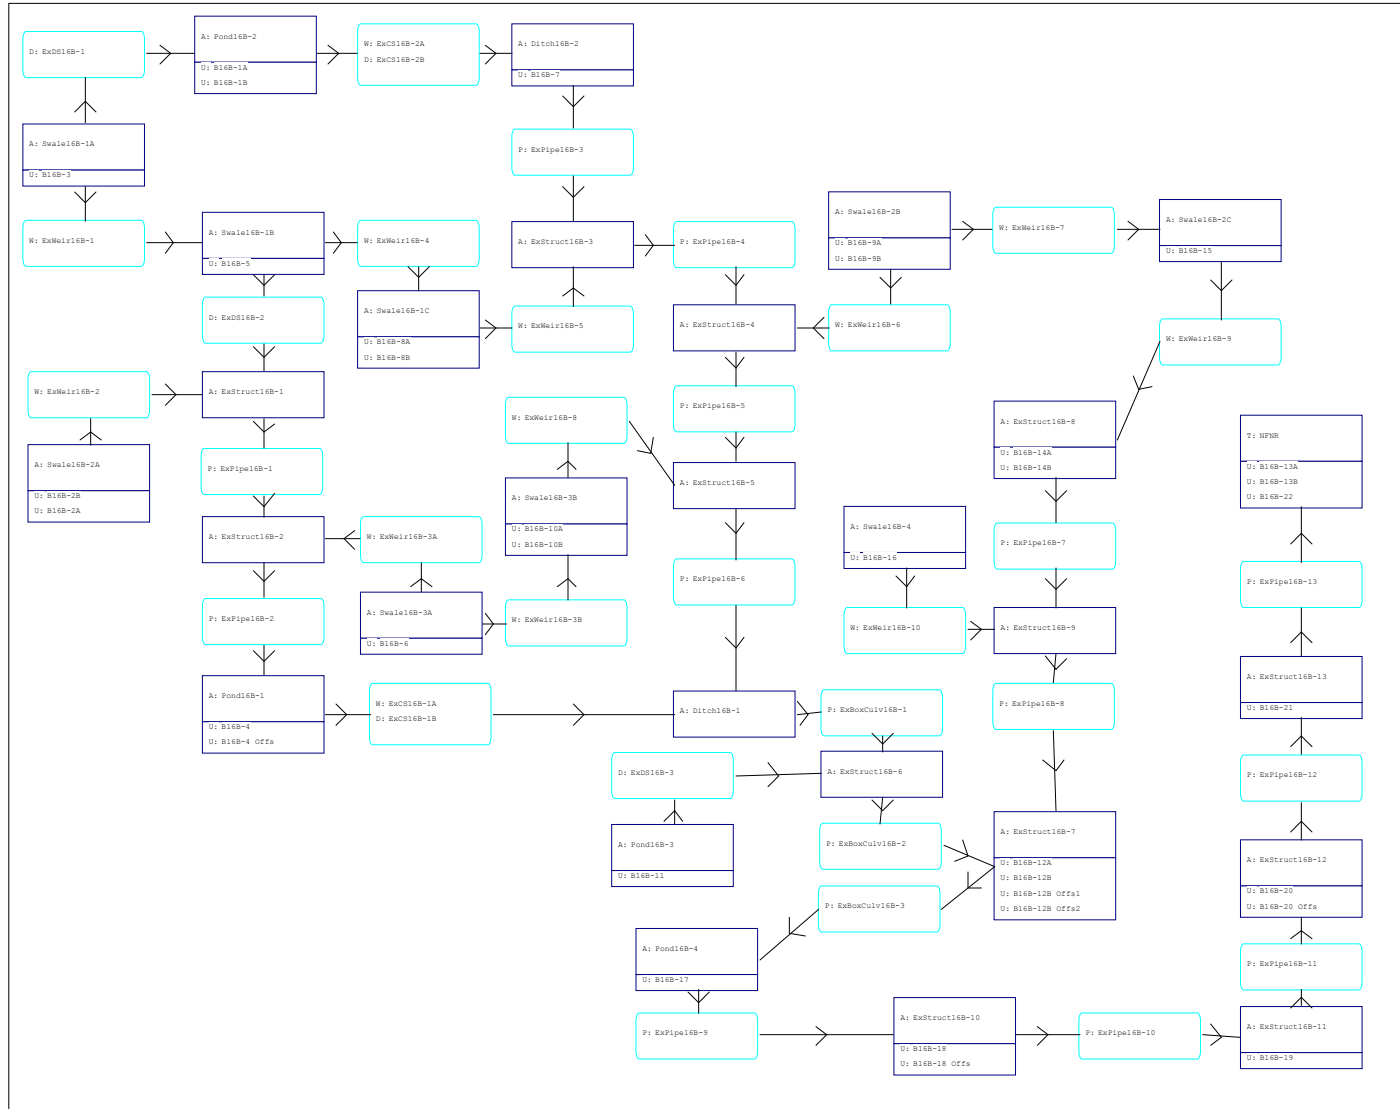 D: ExDS16B-1
A: Pond16B-2
U: B16B-1A
U: B16B-1B
W: ExCS16B-2A
D: ExCS16B-2B
A: Ditch16B-2
U: B16B-7
A: Swale16B-1A
U: B16B-3
P: ExPipe16B-3
W: ExWeir16B-1
A: Swale16B-1B
U: B16B-5
W: ExWeir16B-4
A: ExStruct16B-3
P: ExPipe16B-4
A: Swale16B-2B
U: B16B-9A
U: B16B-9B
W: ExWeir16B-7
A: Swale16B-2C
U: B16B-15
D: ExDS16B-2
A: Swale16B-1C
U: B16B-8A
U: B16B-8B
W: ExWeir16B-5
A: ExStruct16B-4
W: ExWeir16B-6
W: ExWeir16B-9
W: ExWeir16B-2
A: ExStruct16B-1
W: ExWeir16B-8
P: ExPipe16B-5
A: ExStruct16B-8
U: B16B-14A
U: B16B-14B
T: NFNR
U: B16B-13A
U: B16B-13B
U: B16B-22
A: Swale16B-2A
U: B16B-2B
U: B16B-2A
P: ExPipe16B-1
A: Swale16B-3B
U: B16B-10A
U: B16B-10B
A: ExStruct16B-5
A: ExStruct16B-2
W: ExWeir16B-3A
A: Swale16B-4
U: B16B-16
P: ExPipe16B-7
P: ExPipe16B-6
P: ExPipe16B-13
P: ExPipe16B-2
A: Swale16B-3A
U: B16B-6
W: ExWeir16B-3B
W: ExWeir16B-10
A: ExStruct16B-9
A: Pond16B-1
U: B16B-4
U: B16B-4 Offs
W: ExCS16B-1A
D: ExCS16B-1B
A: Ditch16B-1
P: ExBoxCulv16B-1
P: ExPipe16B-8
A: ExStruct16B-13
U: B16B-21
D: ExDS16B-3
A: ExStruct16B-6
P: ExPipe16B-12
A: Pond16B-3
U: B16B-11
P: ExBoxCulv16B-2
A: ExStruct16B-7
U: B16B-12A
U: B16B-12B
U: B16B-12B Offs1
U: B16B-12B Offs2
A: ExStruct16B-12
U: B16B-20
U: B16B-20 Offs
P: ExBoxCulv16B-3
A: Pond16B-4
U: B16B-17
P: ExPipe16B-11
P: ExPipe16B-9
A: ExStruct16B-10
U: B16B-18
U: B16B-18 Offs
P: ExPipe16B-10
A: ExStruct16B-11
U: B16B-19